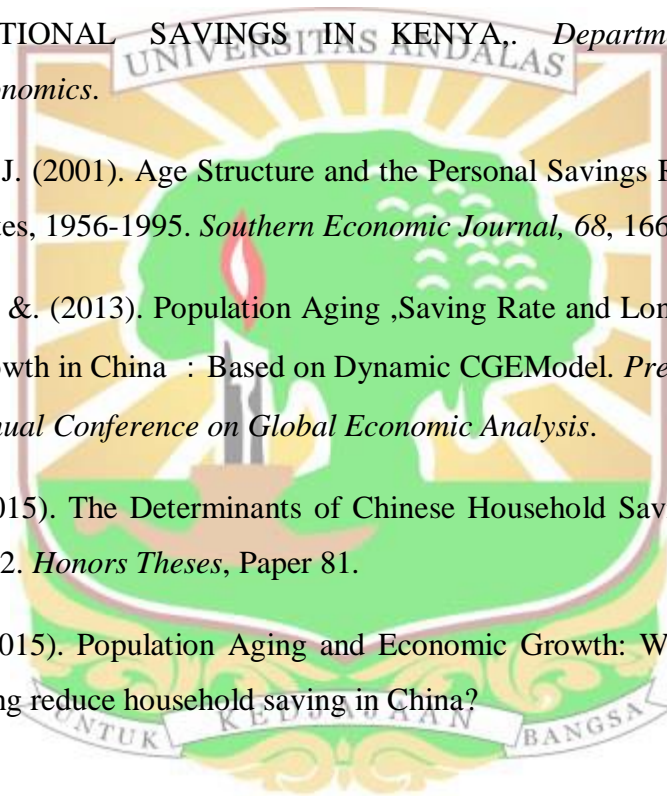 TIONAL SAVINGS IN KENYA,. Departm
UNIVERSITAS ANDALAS
onomics.
J. (2001). Age Structure and the Personal Savings R
tes, 1956-1995. Southern Economic Journal, 68, 166
&. (2013). Population Aging ,Saving Rate and Lon
owth in China : Based on Dynamic CGEModel. Pre
nual Conference on Global Economic Analysis.
015). The Determinants of Chinese Household Sav
2. Honors Theses, Paper 81.
015). Population Aging and Economic Growth: W
ng reduce household saving in China?
UNTUK KEDJAJAAN BANGSA